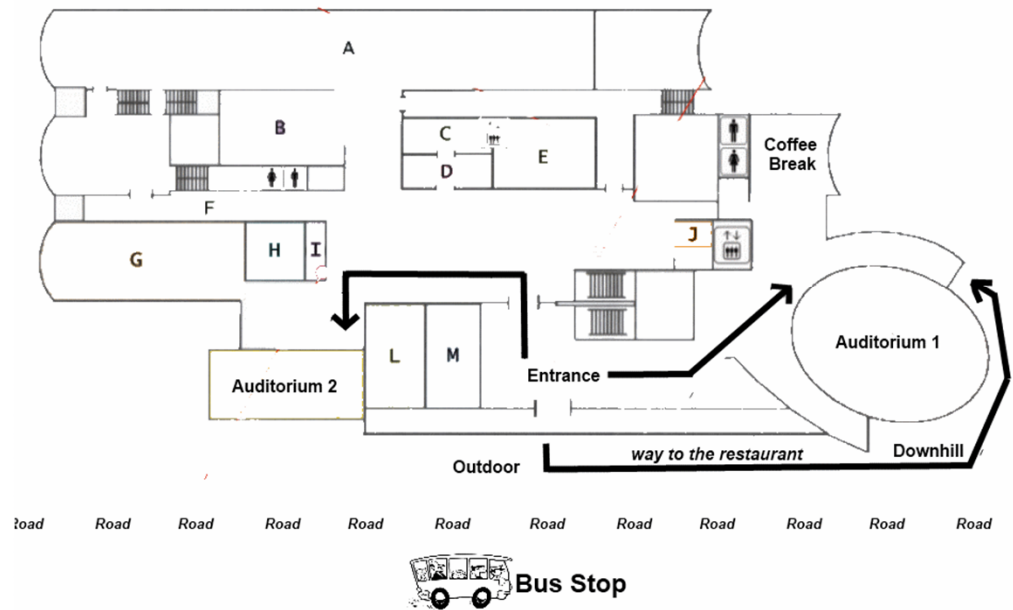 A
B
C
E
D
Coffee
Break
F
G
H
I
J
L
M
Auditorium 1
Entrance
Auditorium 2
way to the restaurant
Downhill
Outdoor
Road Road Road Road Road Road Road Road Road Road Road Road
Bus Stop